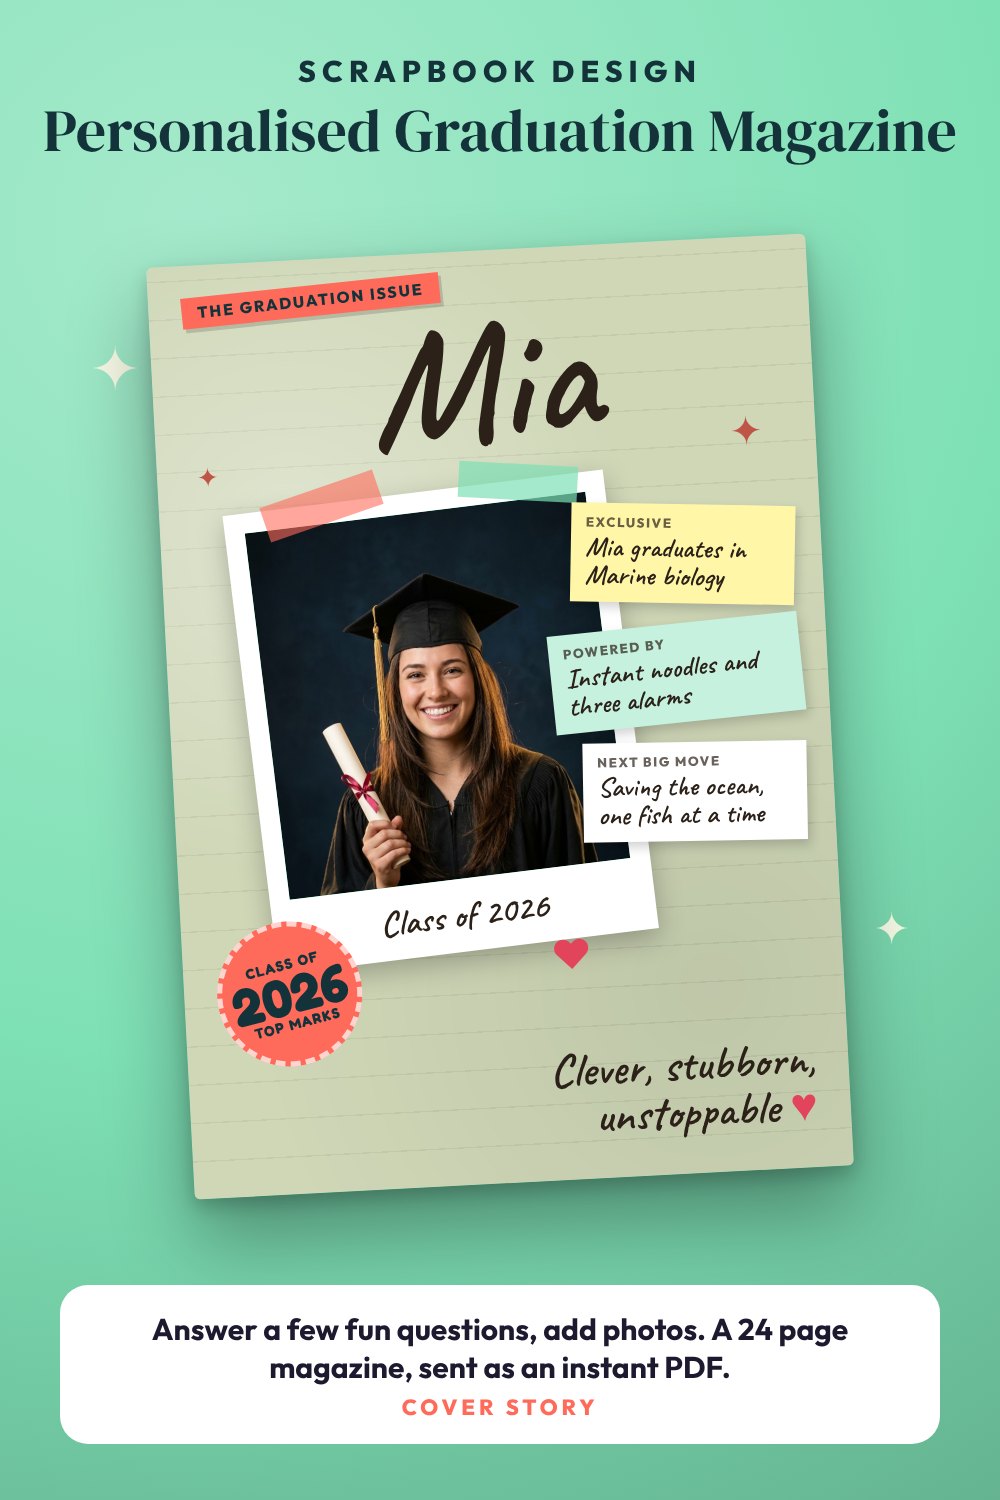 SCRAPBOOK DESIGN
Personalised Graduation Magazine
THE GRADUATION ISSUE
Mia
EXCLUSIVE
Mia graduates in
Marine biology
POWERED BY
Instant noodles and
three alarms
NEXT BIG MOVE
Saving the ocean,
one fish at a time
Class of 2026
CLASS OF
2026
TOP MARKS
Clever, stubborn,
unstoppable ♥
Answer a few fun questions, add photos. A 24 page
magazine, sent as an instant PDF.
COVER STORY